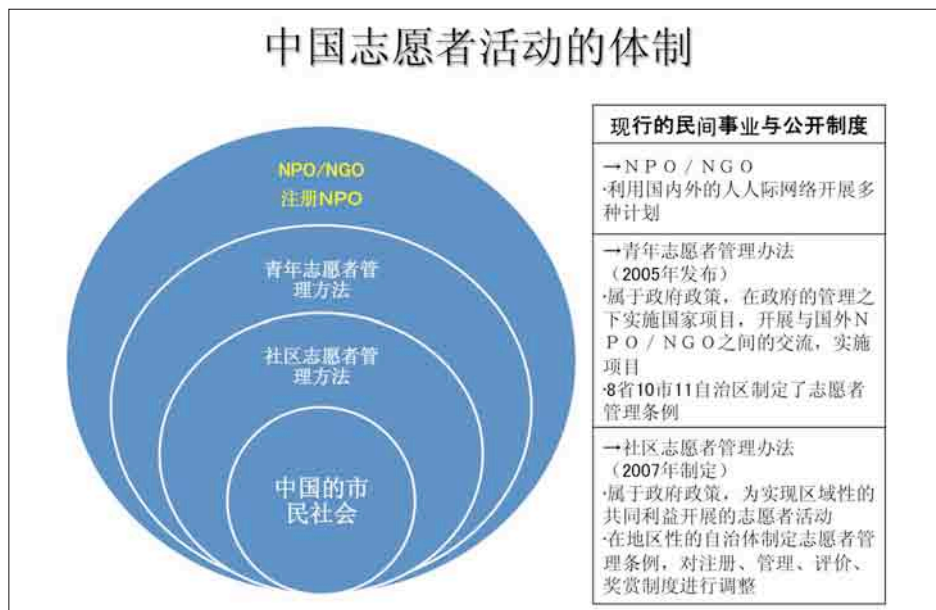 中国志愿者活动的体制
NPO/NGO
注册NPO
青年志愿者管
理方法
社区志愿者管
理方法
中国的市
民社会
现行的民间事业与公开制度
→ＮＰＯ／ＮＧＯ
·利用国内外的人人际网络开展多
种计划
→青年志愿者管理办法
（2005年发布）
·属于政府政策，在政府的管理之
下实施国家项目，开展与国外Ｎ
ＰＯ／ＮＧＯ之间的交流，实施
项目
·8省10市11自治区制定了志愿者
管理条例
→社区志愿者管理办法
（2007年制定）
·属于政府政策，为实现区域性的
共同利益开展的志愿者活动
·在地区性的自治体制定志愿者管
理条例，对注册、管理、评价、
奖赏制度进行调整